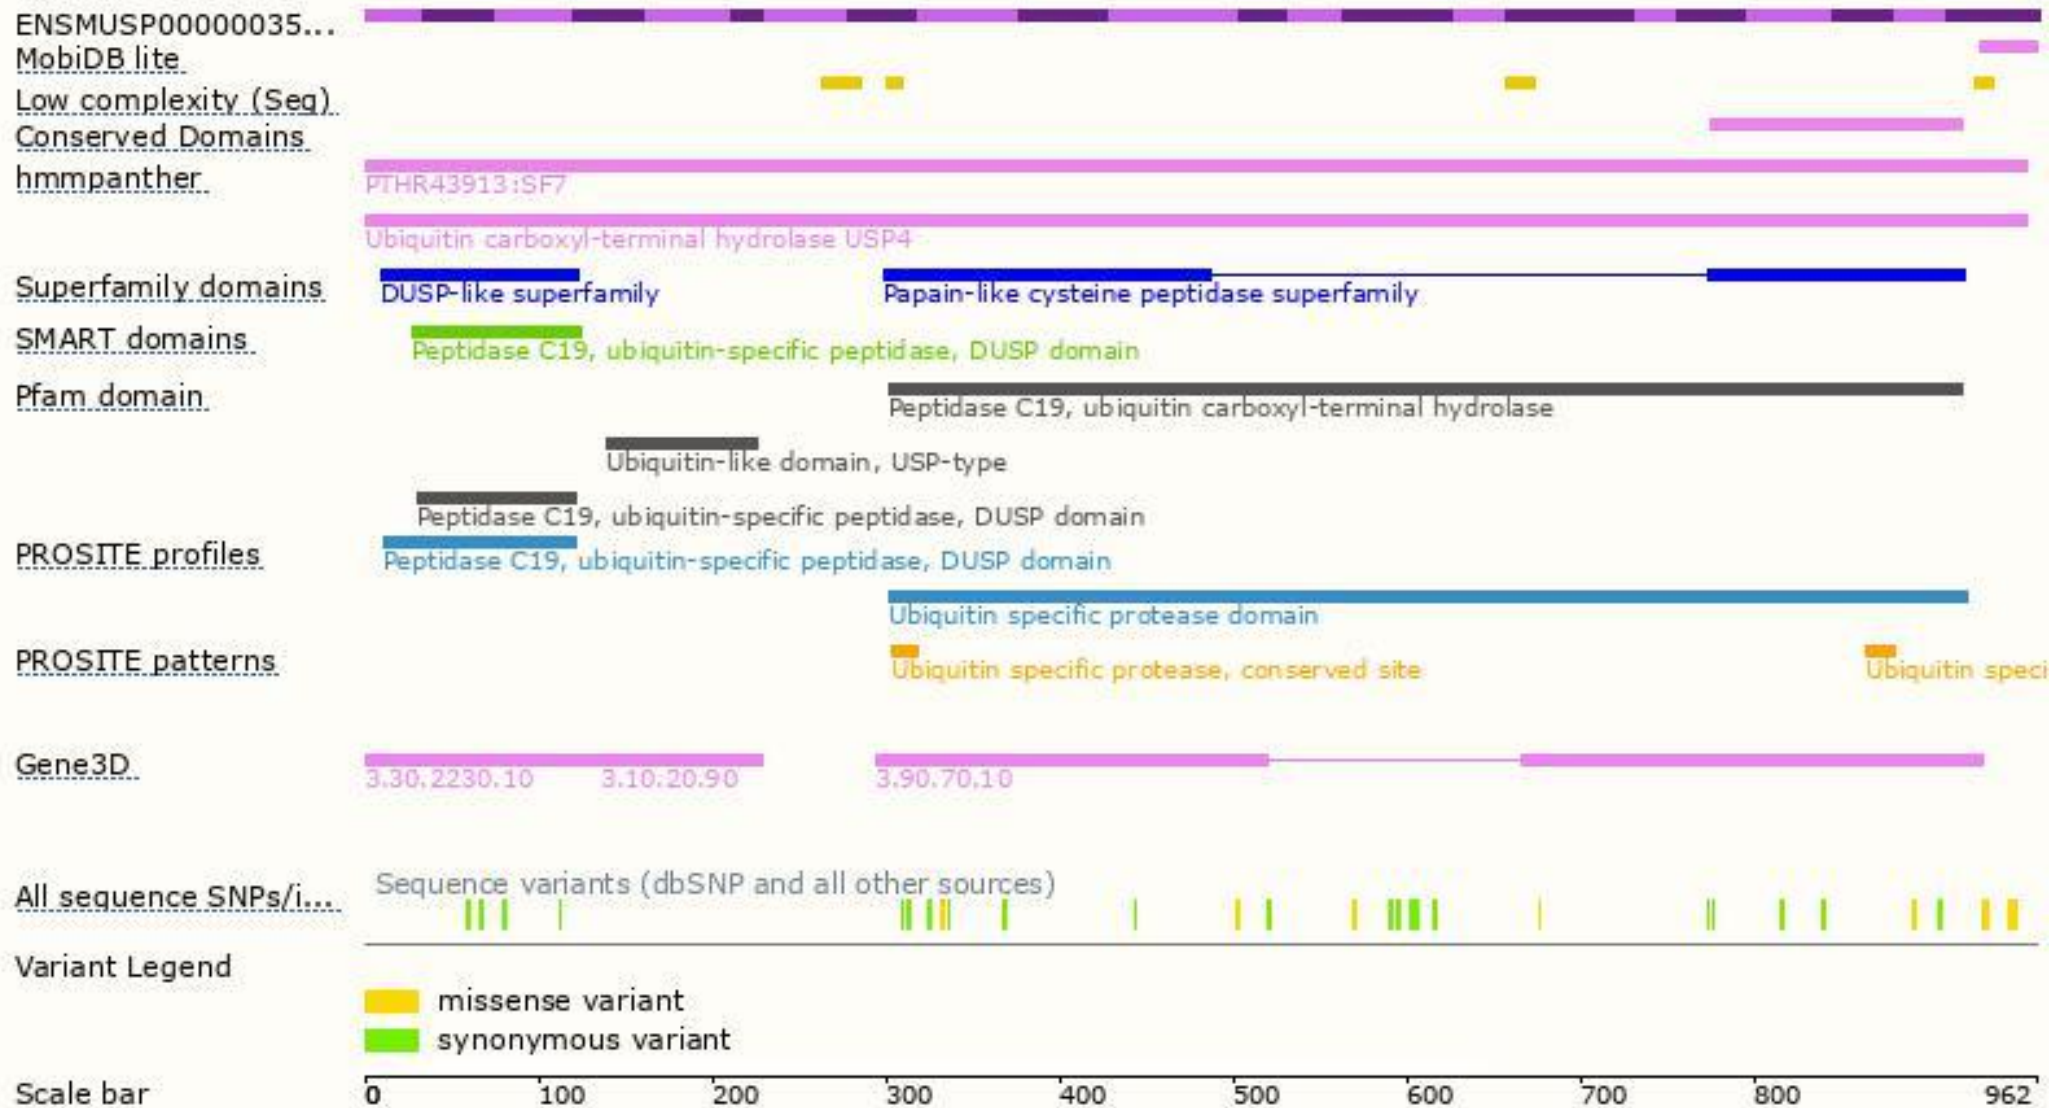 ENSMUSP00000035...
MobiDB lite
Low complexity (Seg)
Conserved Domains
hmmpanther
PTHR43913:SF7
Ubiquitin carboxyl-terminal hydrolase USP4
Superfamily domains
DUSP-like superfamily Papain-like cysteine peptidase superfamily
SMART domains
Peptidase C19, ubiquitin-specific peptidase, DUSP domain
Pfam domain
Peptidase C19, ubiquitin carboxyl-terminal hydrolase
Ubiquitin-like domain, USP-type
Peptidase C19, ubiquitin-specific peptidase, DUSP domain
PROSITE profiles
Peptidase C19, ubiquitin-specific peptidase, DUSP domain
Ubiquitin specific protease domain
PROSITE patterns
Ubiquitin specific protease, conserved site Ubiquitin speci
Gene3D
3.30.2230.10 3.10.20.90 3.90.70.10
Sequence variants (dbSNP and all other sources)
All sequence SNPs/i...
Variant Legend
missense variant
synonymous variant
Scale bar 0 100 200 300 400 500 600 700 800 962